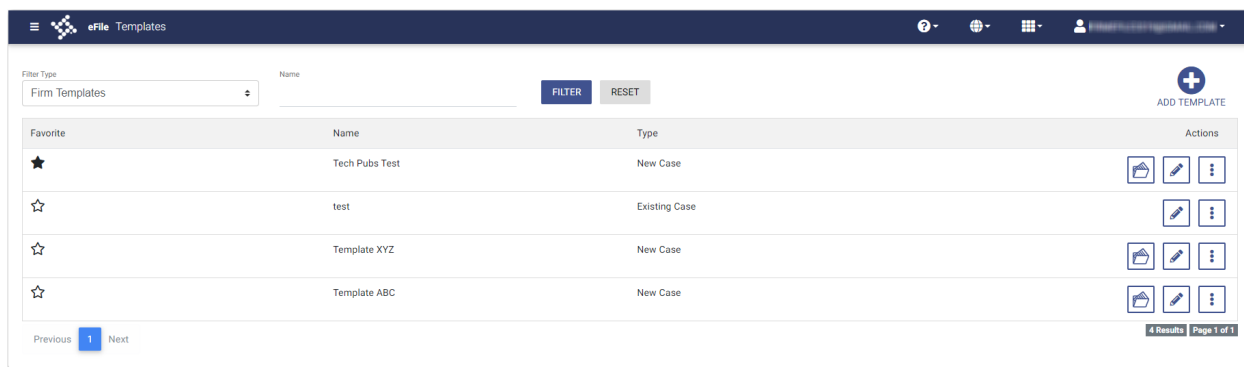 eFile Templates
Filter Type
Name
Firm Templates
FILTER
RESET
ADD TEMPLATE
Favorite Name Type Actions
Tech Pubs Test New Case
test Existing Case
Template XYZ New Case
Template ABC New Case
Previous 1 Next
4 Results Page 1 of 1